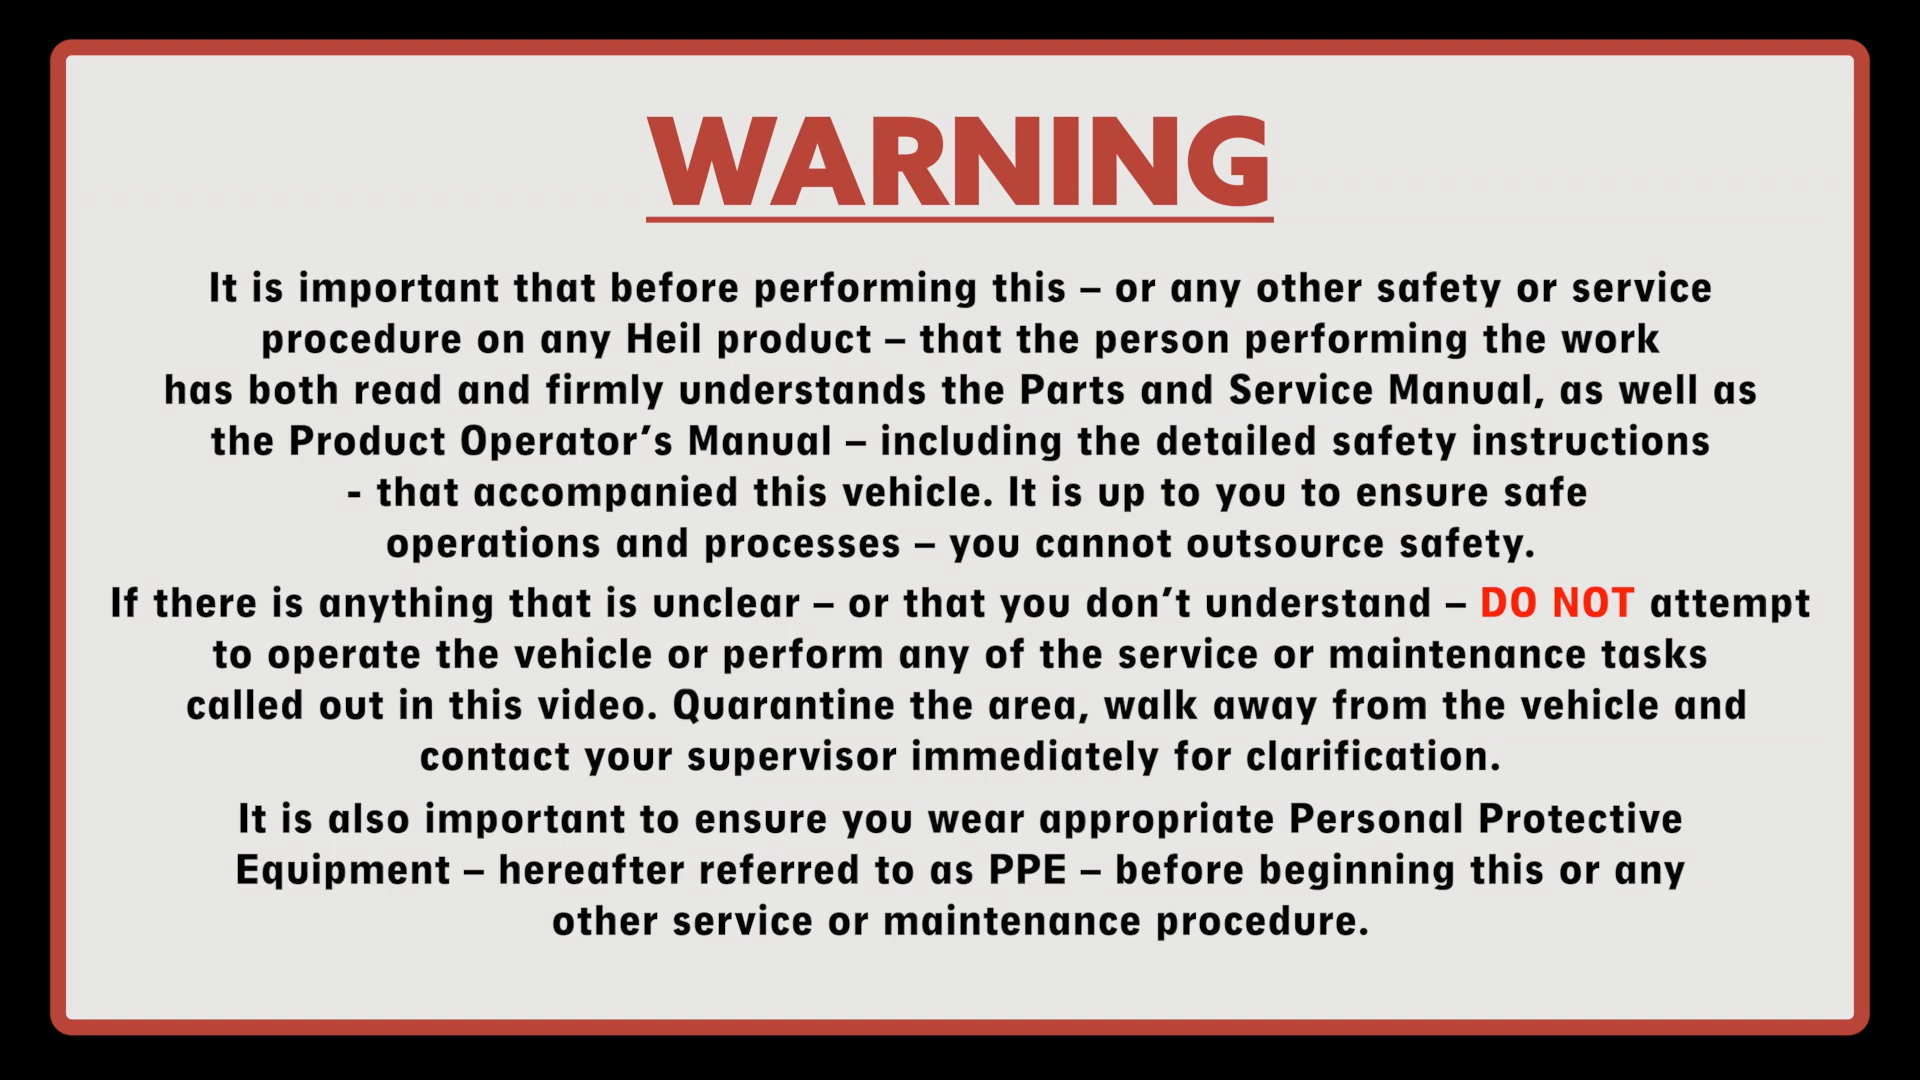 WARNING
It is important that before performing this – or any other safety or service
procedure on any Heil product – that the person performing the work
has both read and firmly understands the Parts and Service Manual, as well as
the Product Operator’s Manual – including the detailed safety instructions
- that accompanied this vehicle. It is up to you to ensure safe
operations and processes – you cannot outsource safety.
If there is anything that is unclear – or that you don’t understand – DO NOT attempt
to operate the vehicle or perform any of the service or maintenance tasks
called out in this video. Quarantine the area, walk away from the vehicle and
contact your supervisor immediately for clarification.
It is also important to ensure you wear appropriate Personal Protective
Equipment – hereafter referred to as PPE – before beginning this or any
other service or maintenance procedure.